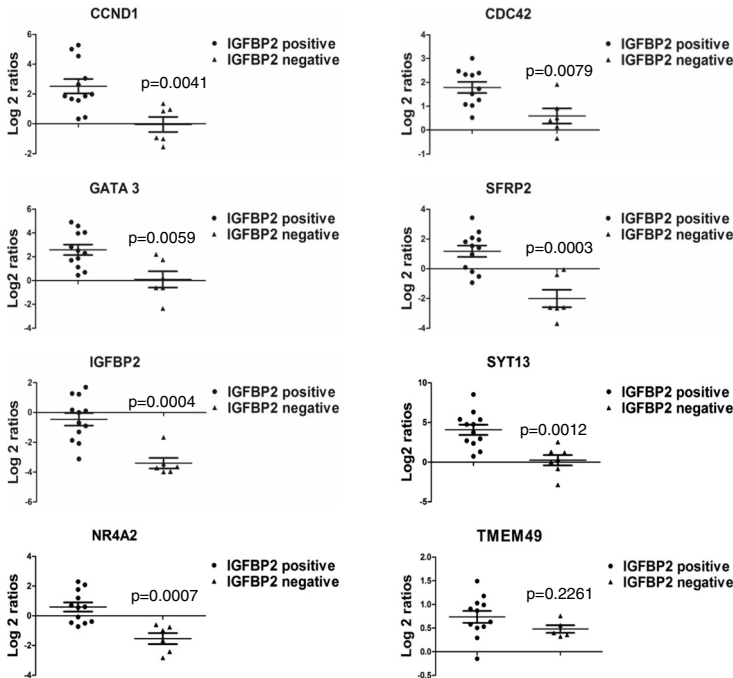 CCND1
Log 2 ratios
6
4
2
0
-2
p=0.0041
IGFBP2 positive
IGFBP2 negative
CDC42
Log 2 ratios
4
3
2
1
0
-1
p=0.0079
IGFBP2 positive
IGFBP2 negative
GATA 3
Log2 ratios
6
4
2
0
-2
-4
p=0.0059
IGFBP2 positive
IGFBP2 negative
SFRP2
Log 2 ratios
4
2
0
-2
-4
p=0.0003
IGFBP2 positive
IGFBP2 negative
IGFBP2
Log 2 ratios
2
0
-2
-4
-6
p=0.0004
IGFBP2 positive
IGFBP2 negative
SYT13
Log2 ratios
10
5
0
-5
p=0.0012
IGFBP2 positive
IGFBP2 negative
NR4A2
Log 2 ratios
4
2
0
-2
-4
p=0.0007
IGFBP2 positive
IGFBP2 negative
TMEM49
Log 2 ratios
2.0
1.5
1.0
0.5
0.0
-0.5
p=0.2261
IGFBP2 positive
IGFBP2 negative